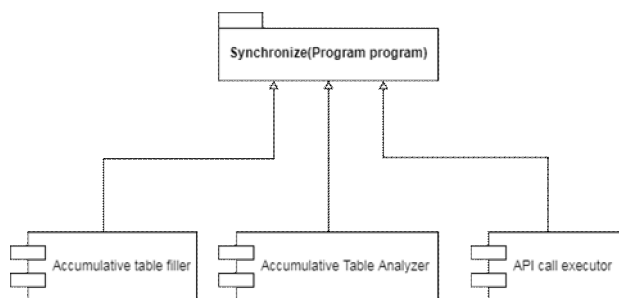 Synchronize(Program program)
Accumulative table filler
Accumulative Table Analyzer
API call executor